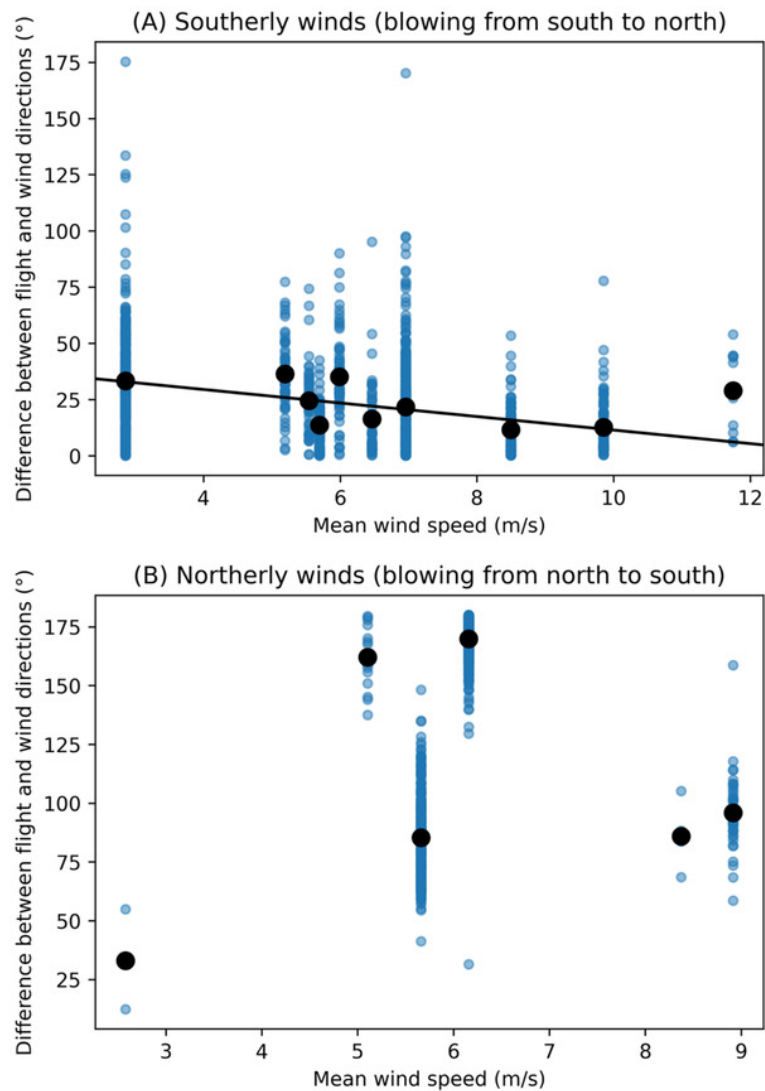 (A) Southerly winds (blowing from south to north)
Difference between flight and wind directions (°)
175
150
125
100
75
50
25
0
4 6 8 10 12
Mean wind speed (m/s)
(B) Northerly winds (blowing from north to south)
Difference between flight and wind directions (°)
175
150
125
100
75
50
25
3 4 5 6 7 8 9
Mean wind speed (m/s)